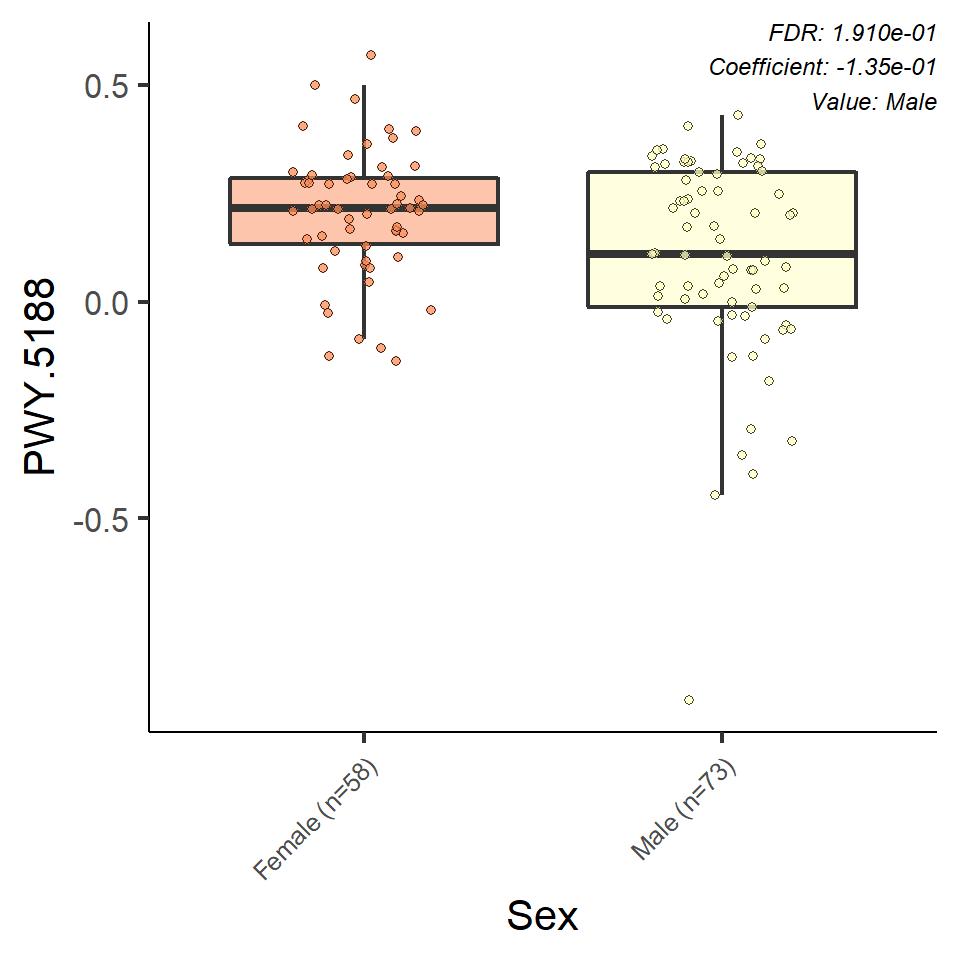 FDR: 1.910e-01
Coefficient: -1.35e-01
Value: Male
0.5
0.0
-0.5
PWY.5188
Female (n=58)
Male (n=73)
Sex